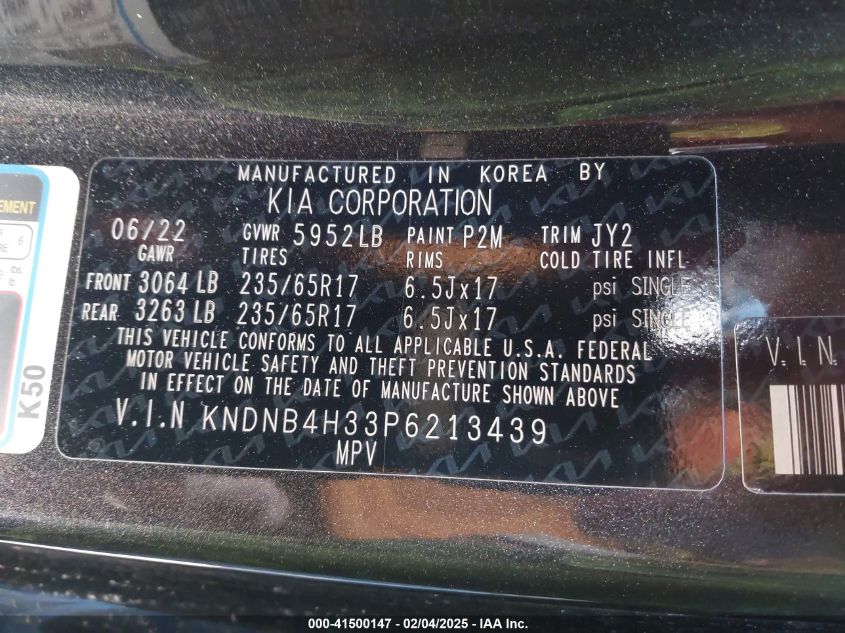 MANUFACTURED IN KOREA BY
KIA CORPORATION
06/22 GVWR 5952LB PAINT P2M TRIM JY2
GAWR TIRES RIMS COLD TIRE INFL
FRONT 3064 LB 235/65R17 6.5Jx17 psi SINGLE
REAR 3263 LB 235/65R17 6.5Jx17 psi SINGLE
THIS VEHICLE CONFORMS TO ALL APPLICABLE U.S.A. FEDERAL
MOTOR VEHICLE SAFETY AND THEFT PREVENTION STANDARDS
IN EFFECT ON THE DATE OF MANUFACTURE SHOWN ABOVE
V.I.N KNDNB4H33P6213439
MPV
EMENT
6
lbs.
K50
V.I.N
000-41500147 - 02/04/2025 - IAA Inc.